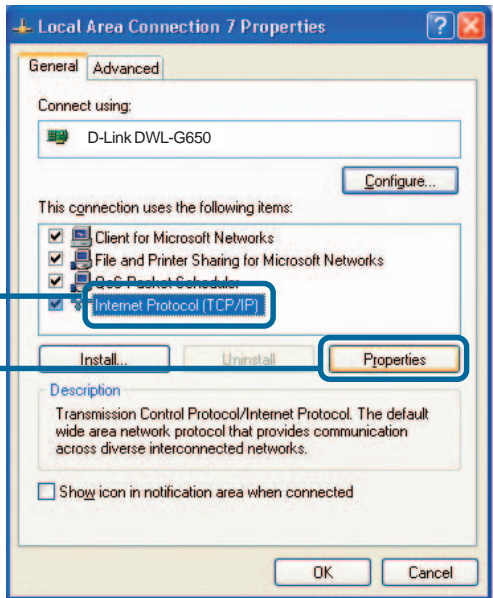 Local Area Connection 7 Properties
General Advanced
Connect using:
D-Link DWL-G650
Configure...
This connection uses the following items:
Client for Microsoft Networks
File and Printer Sharing for Microsoft Networks
QoS Packet Scheduler
Internet Protocol (TCP/IP)
Install... Uninstall Properties
Description
Transmission Control Protocol/Internet Protocol. The default
wide area network protocol that provides communication
across diverse interconnected networks.
Show icon in notification area when connected
OK Cancel